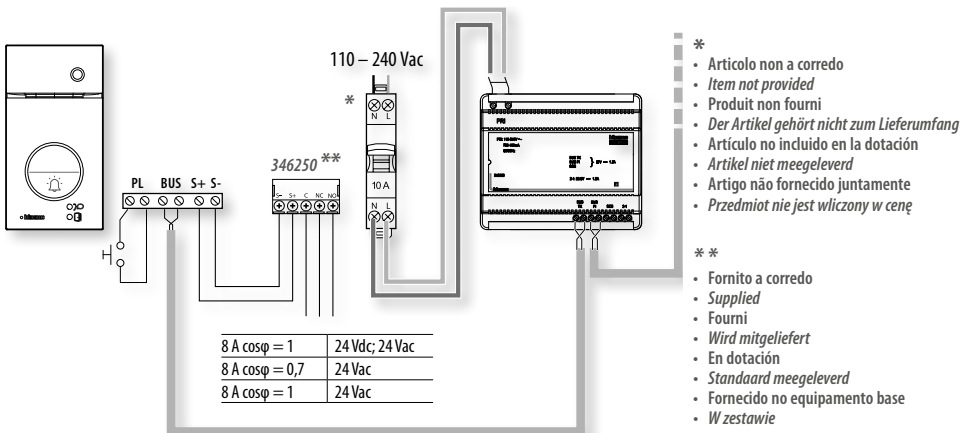 110 – 240 Vac
*
N L
10 A
N L
346250 **
S- S+ C NC NO
PL BUS S+ S-
PRI
8 A cosφ = 1 24 Vdc; 24 Vac
8 A cosφ = 0,7 24 Vac
8 A cosφ = 1 24 Vac
*
• Articolo non a corredo
• Item not provided
• Produit non fourni
• Der Artikel gehört nicht zum Lieferumfang
• Artículo no incluido en la dotación
• Artikel niet meegeleverd
• Artigo não fornecido juntamente
• Przedmiot nie jest wliczony w cenę
**
• Fornito a corredo
• Supplied
• Fourni
• Wird mitgeliefert
• En dotación
• Standaard meegeleverd
• Fornecido no equipamento base
• W zestawie